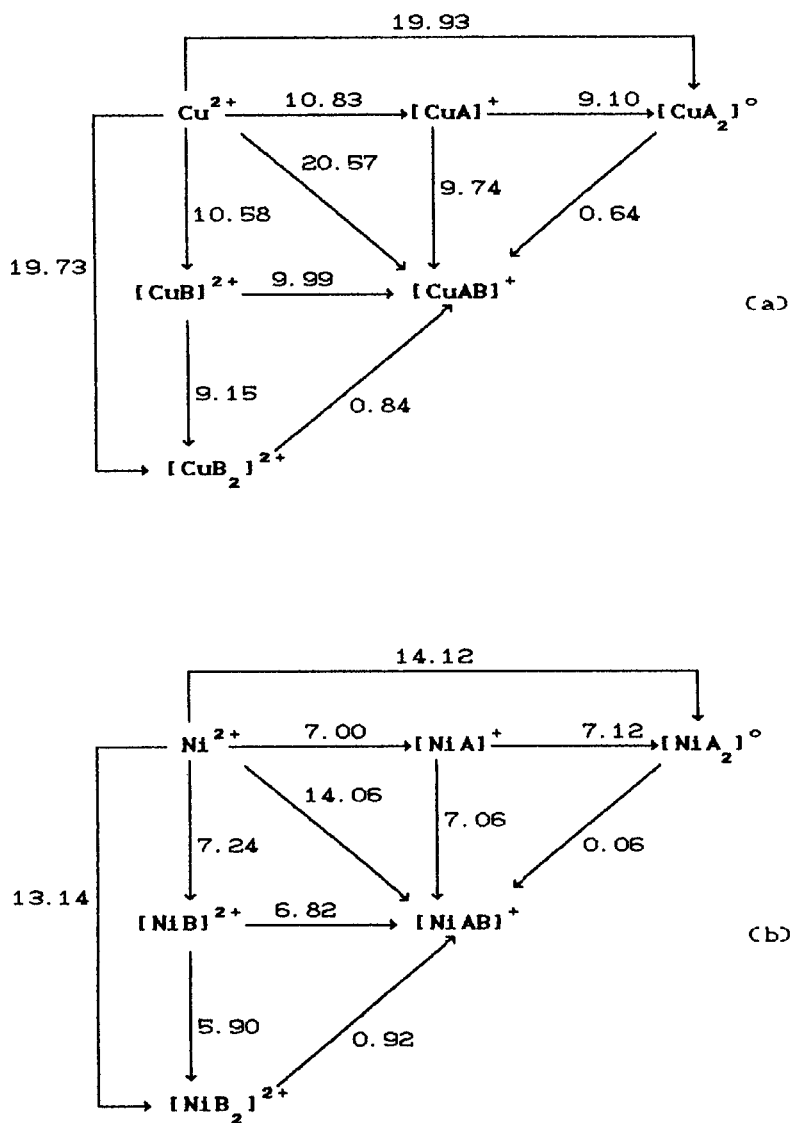 19.93
Cu²⁺ 10.83 [CuA]⁺ 9.10 [CuA₂]°
20.57
9.74
0.64
10.58
19.73
[CuB]²⁺ 9.99 [CuAB]⁺
(a)
9.15
0.84
[CuB₂]²⁺
14.12
Ni²⁺ 7.00 [NiA]⁺ 7.12 [NiA₂]°
14.06
7.06
0.06
7.24
13.14
[NiB]²⁺ 6.82 [NiAB]⁺
(b)
5.90
0.92
[NiB₂]²⁺